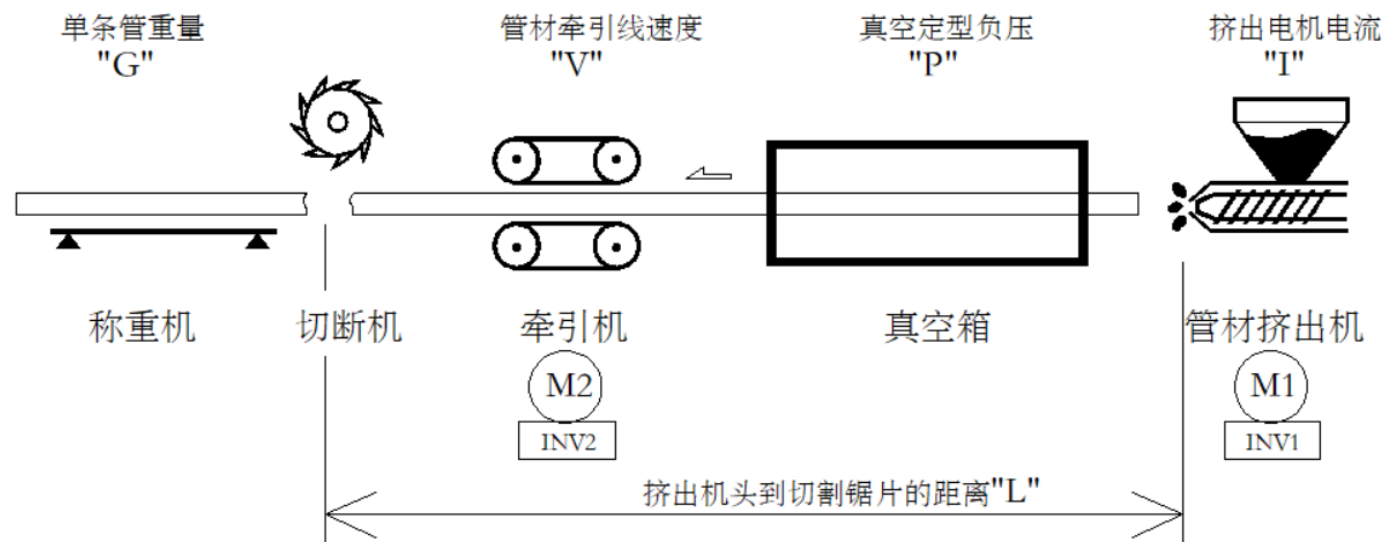 单条管重量
"G"
管材牵引线速度
"V"
真空定型负压
"P"
挤出电机电流
"I"
称重机
切断机
牵引机
真空箱
管材挤出机
M2
INV2
M1
INV1
挤出机头到切割锯片的距离"L"